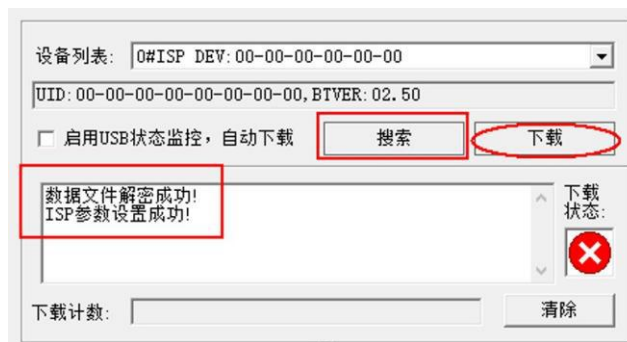 设备列表: 0#ISP DEV:00-00-00-00-00-00
UID:00-00-00-00-00-00-00-00,BTVER:02.50
启用USB状态监控，自动下载 搜索 下载
数据文件解密成功!
ISP参数设置成功!
下载
状态:
下载计数: 清除